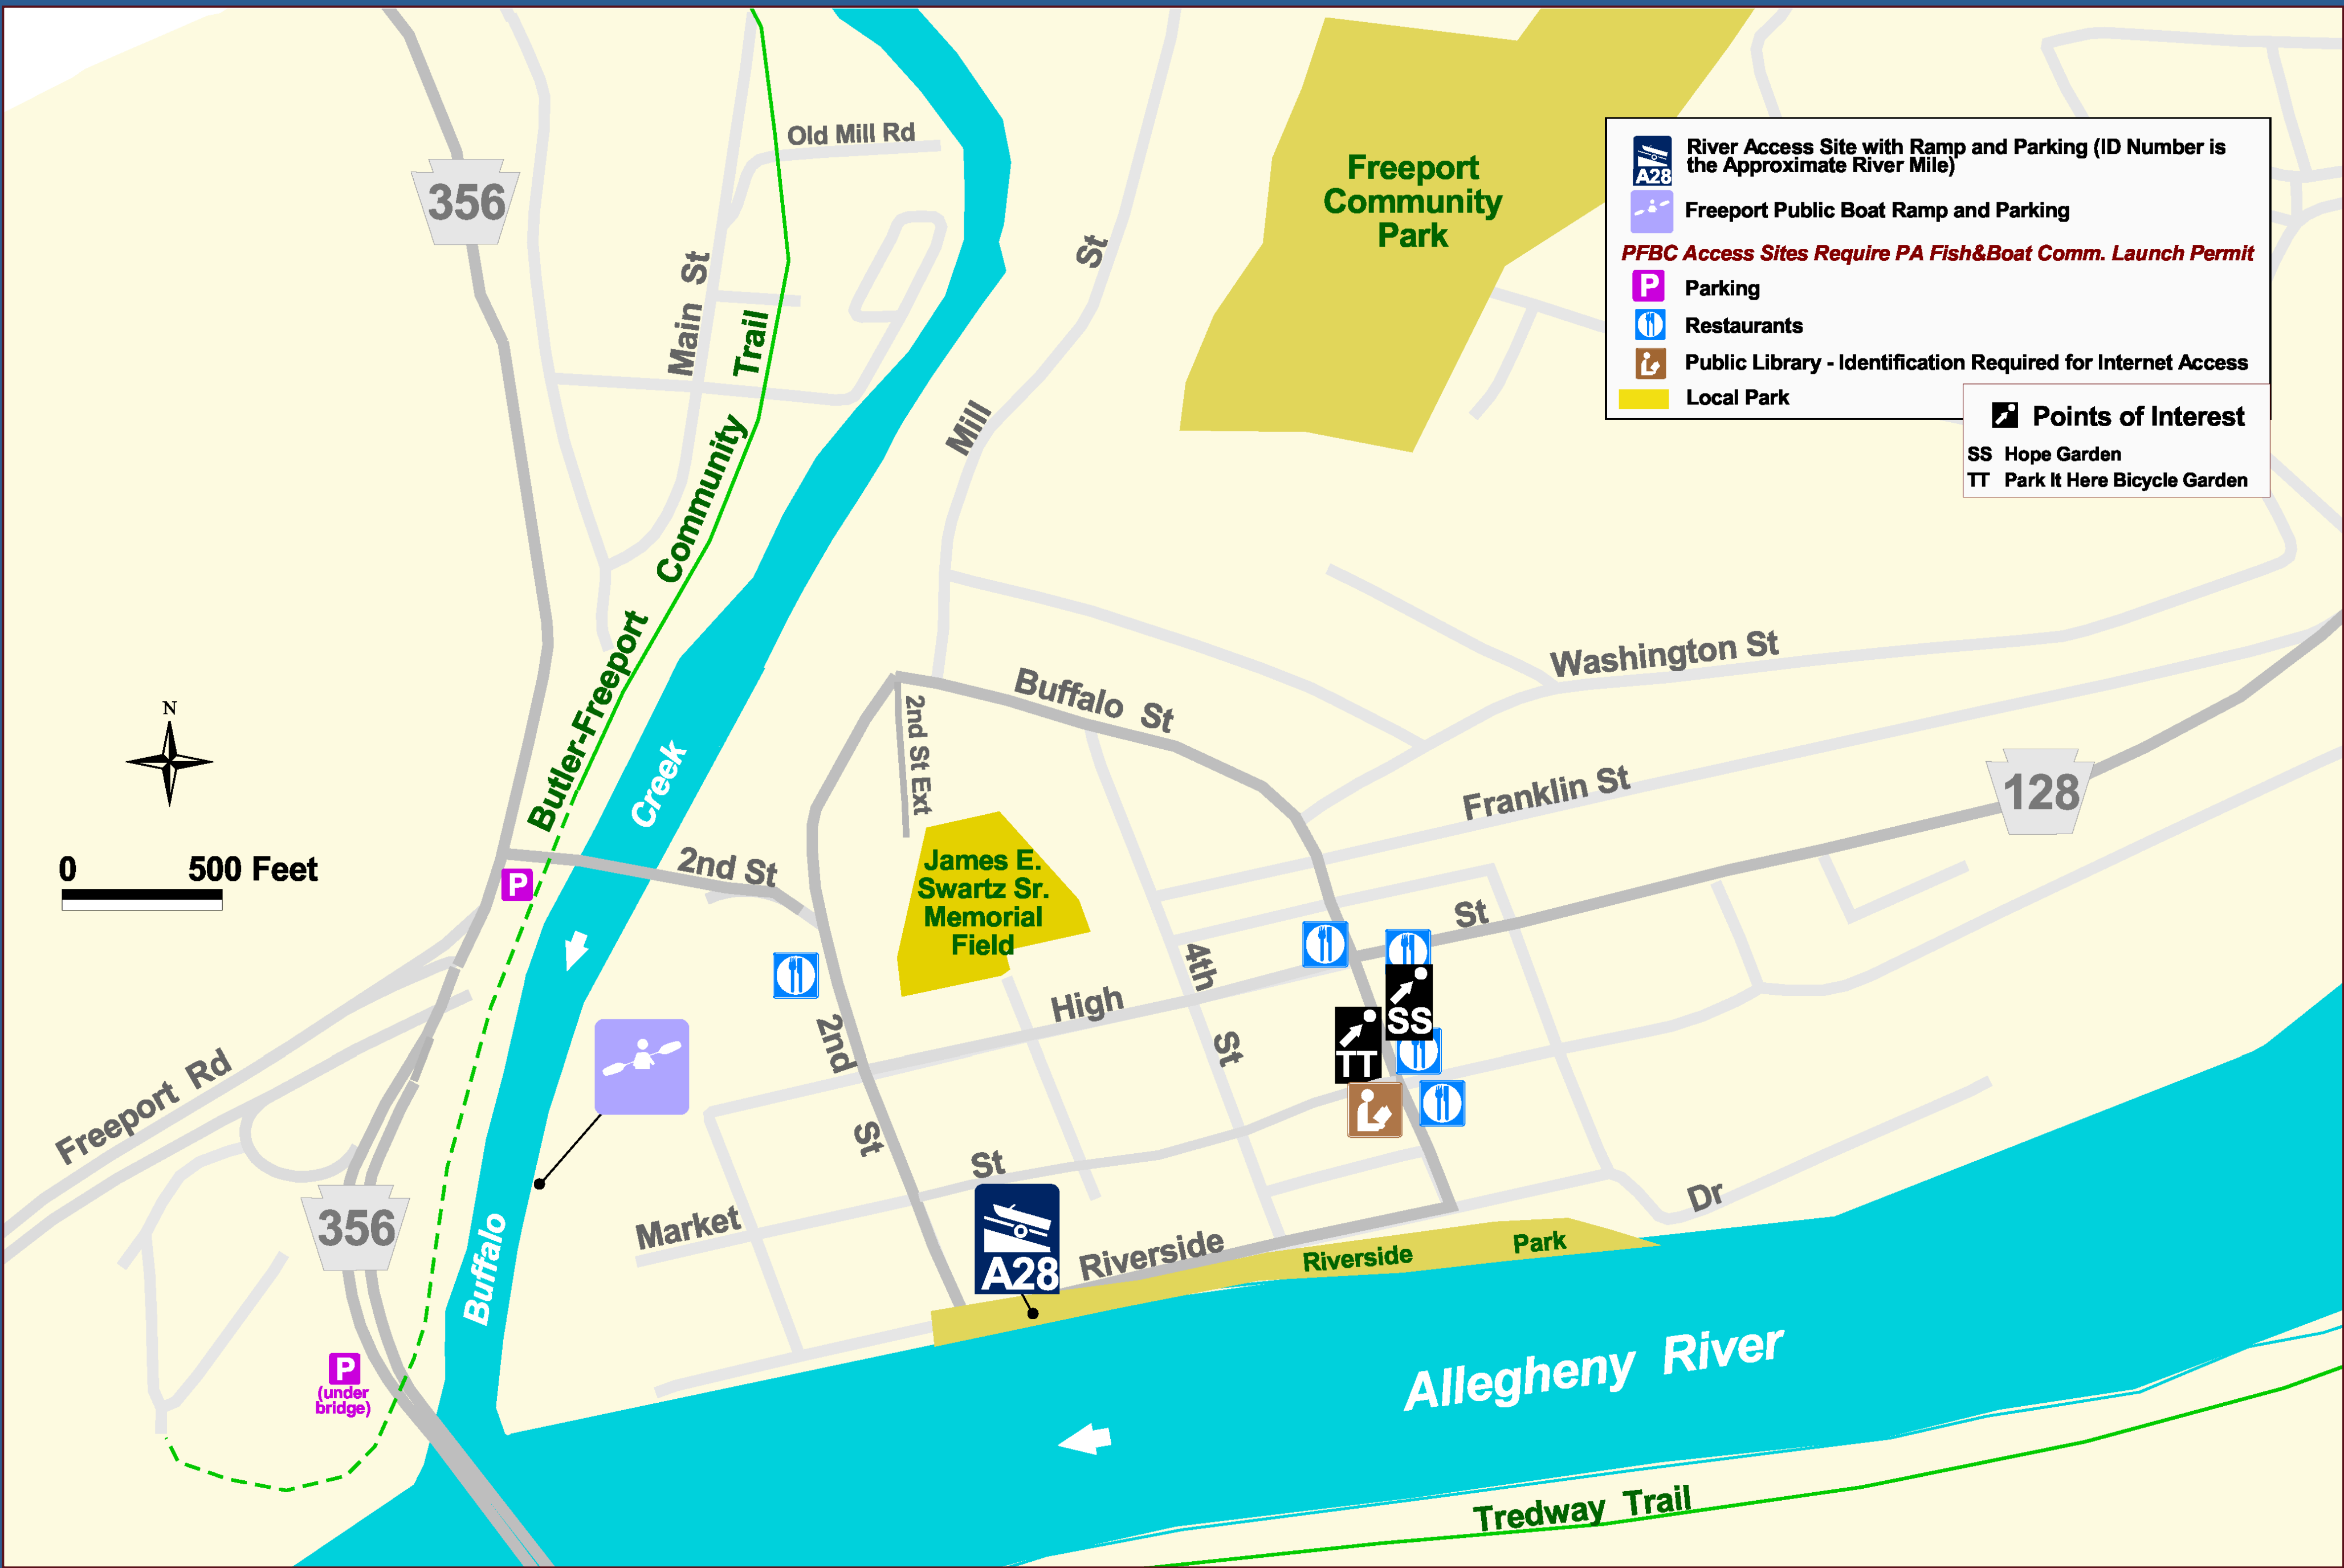 Old Mill Rd
356
Main St
Mill St
Butler-Freeport Community Trail
Freeport
Community
Park
A28
River Access Site with Ramp and Parking (ID Number is
the Approximate River Mile)
Freeport Public Boat Ramp and Parking
PFBC Access Sites Require PA Fish&Boat Comm. Launch Permit
P
Parking
Restaurants
Public Library - Identification Required for Internet Access
Local Park
Points of Interest
SS Hope Garden
TT Park It Here Bicycle Garden
Washington St
Buffalo St
2nd St Ext
N
Franklin St
128
0 500 Feet
P
2nd St
James E.
Swartz Sr.
Memorial
Field
High St
4th St
SS
TT
2nd St
Freeport Rd
356
Market St
A28
Riverside Dr
Riverside Park
Buffalo Creek
P
(under
bridge)
Allegheny River
Tredway Trail